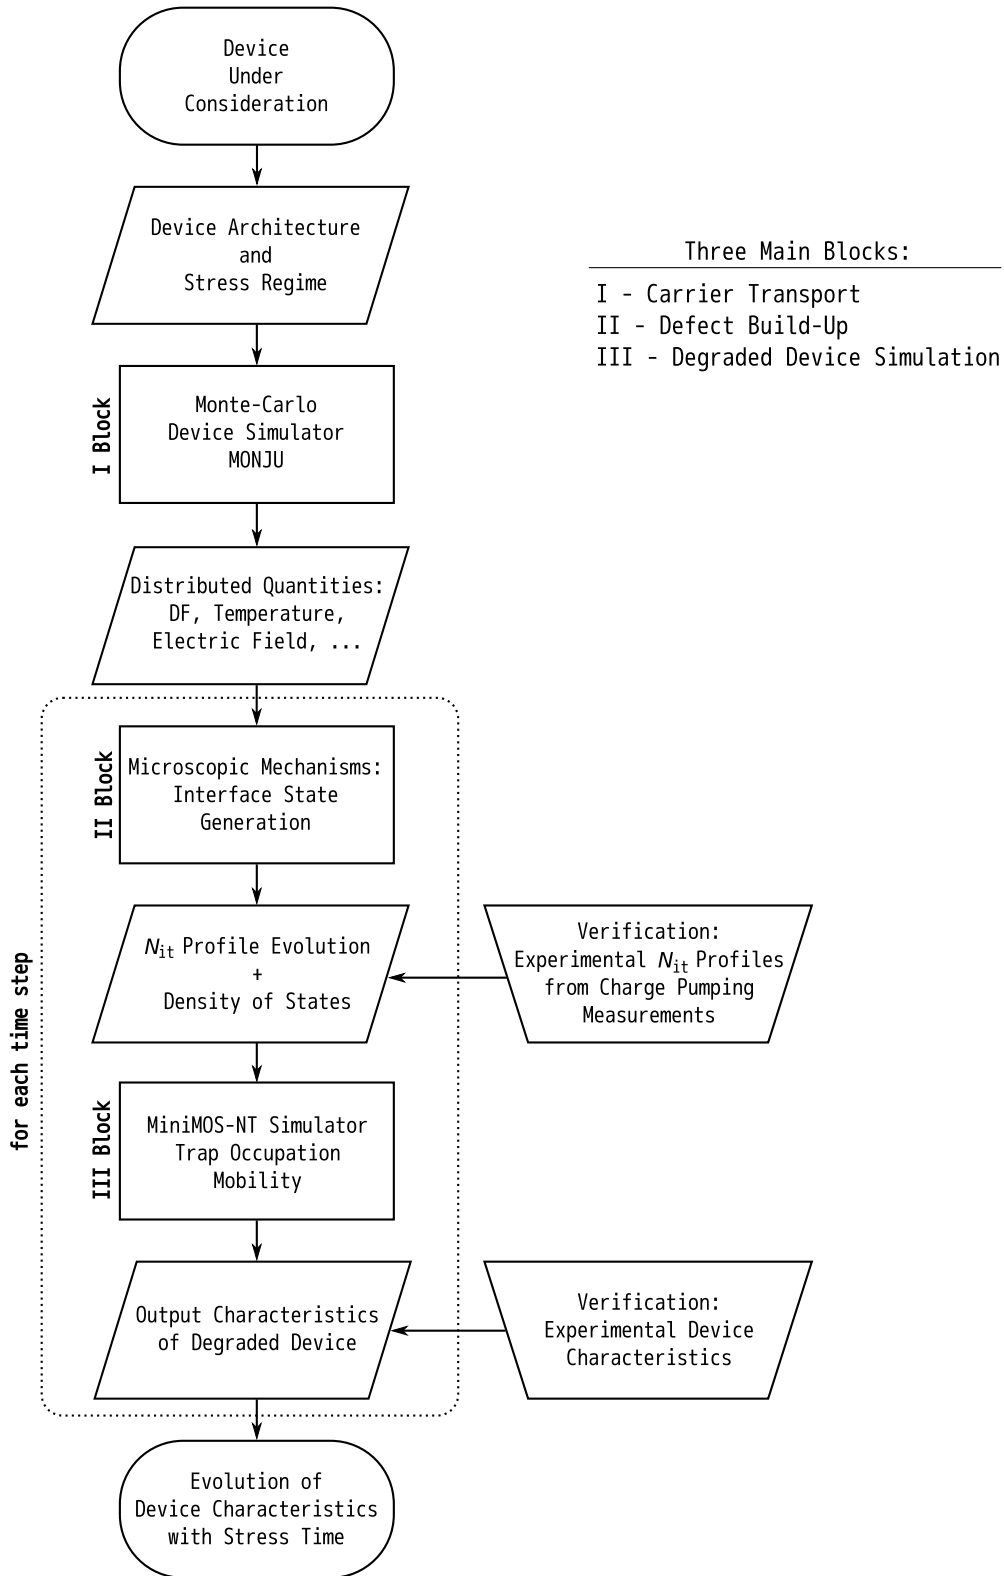 Device
Under
Consideration
Device Architecture
and
Stress Regime
Three Main Blocks:
I - Carrier Transport
II - Defect Build-Up
III - Degraded Device Simulation
I Block
Monte-Carlo
Device Simulator
MONJU
Distributed Quantities:
DF, Temperature,
Electric Field, ...
for each time step
II Block
Microscopic Mechanisms:
Interface State
Generation
Nit Profile Evolution
+
Density of States
Verification:
Experimental Nit Profiles
from Charge Pumping
Measurements
III Block
MiniMOS-NT Simulator
Trap Occupation
Mobility
Output Characteristics
of Degraded Device
Verification:
Experimental Device
Characteristics
Evolution of
Device Characteristics
with Stress Time